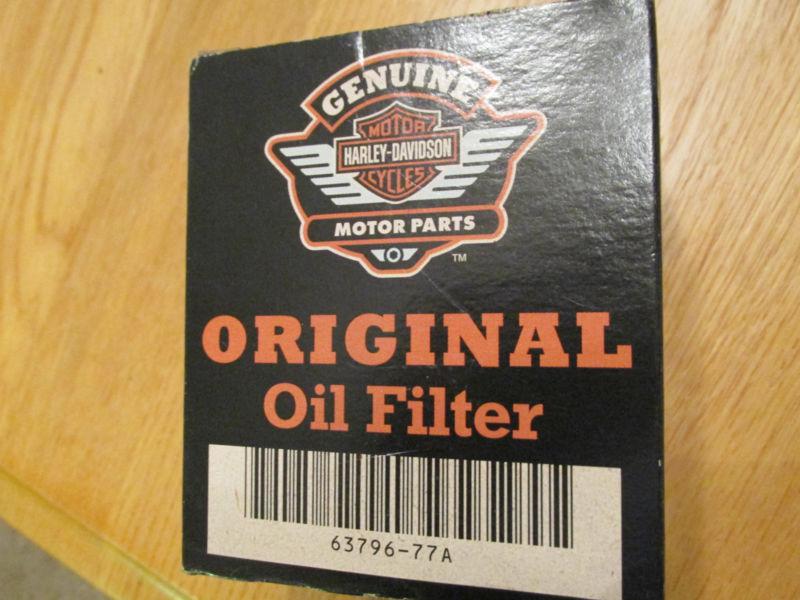 GENUINE
MOTOR
HARLEY-DAVIDSON
CYCLES
MOTOR PARTS
TM
ORIGINAL
Oil Filter
63796-77A